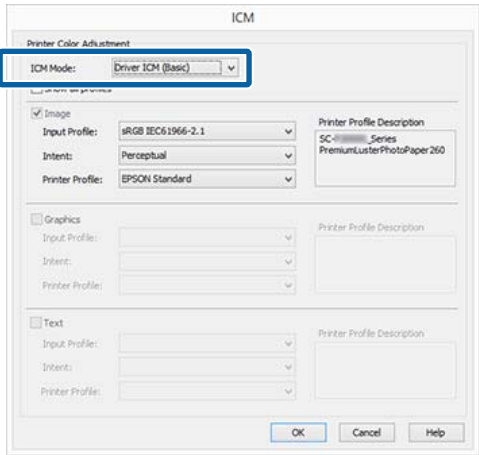 ICM
Printer Color Adjustment
ICM Mode: Driver ICM (Basic)
Show all profiles
Image
Input Profile: sRGB IEC61966-2.1
Intent: Perceptual
Printer Profile: EPSON Standard
Printer Profile Description
SC- Series
PremiumLusterPhotoPaper260
Graphics
Input Profile:
Intent:
Printer Profile:
Printer Profile Description
Text
Input Profile:
Intent:
Printer Profile:
Printer Profile Description
OK Cancel Help